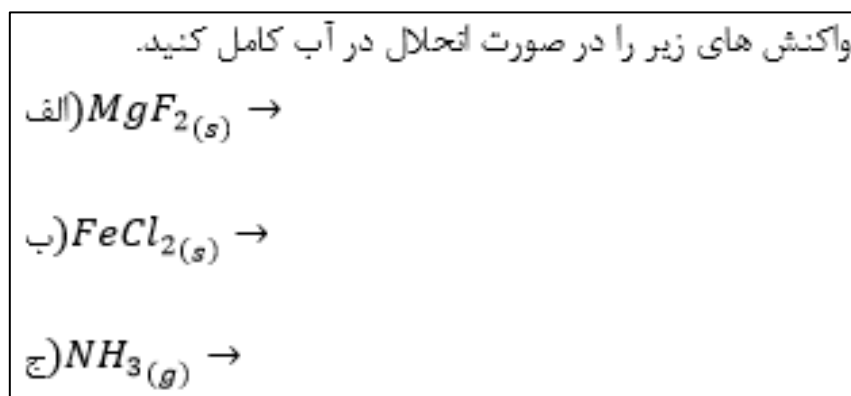 واکنش های زیر را در صورت انحلال در آب کامل کنید.
الف)MgF₂₍ₛ₎ →
ب)FeCl₂₍ₛ₎ →
ج)NH₃₍g₎ →